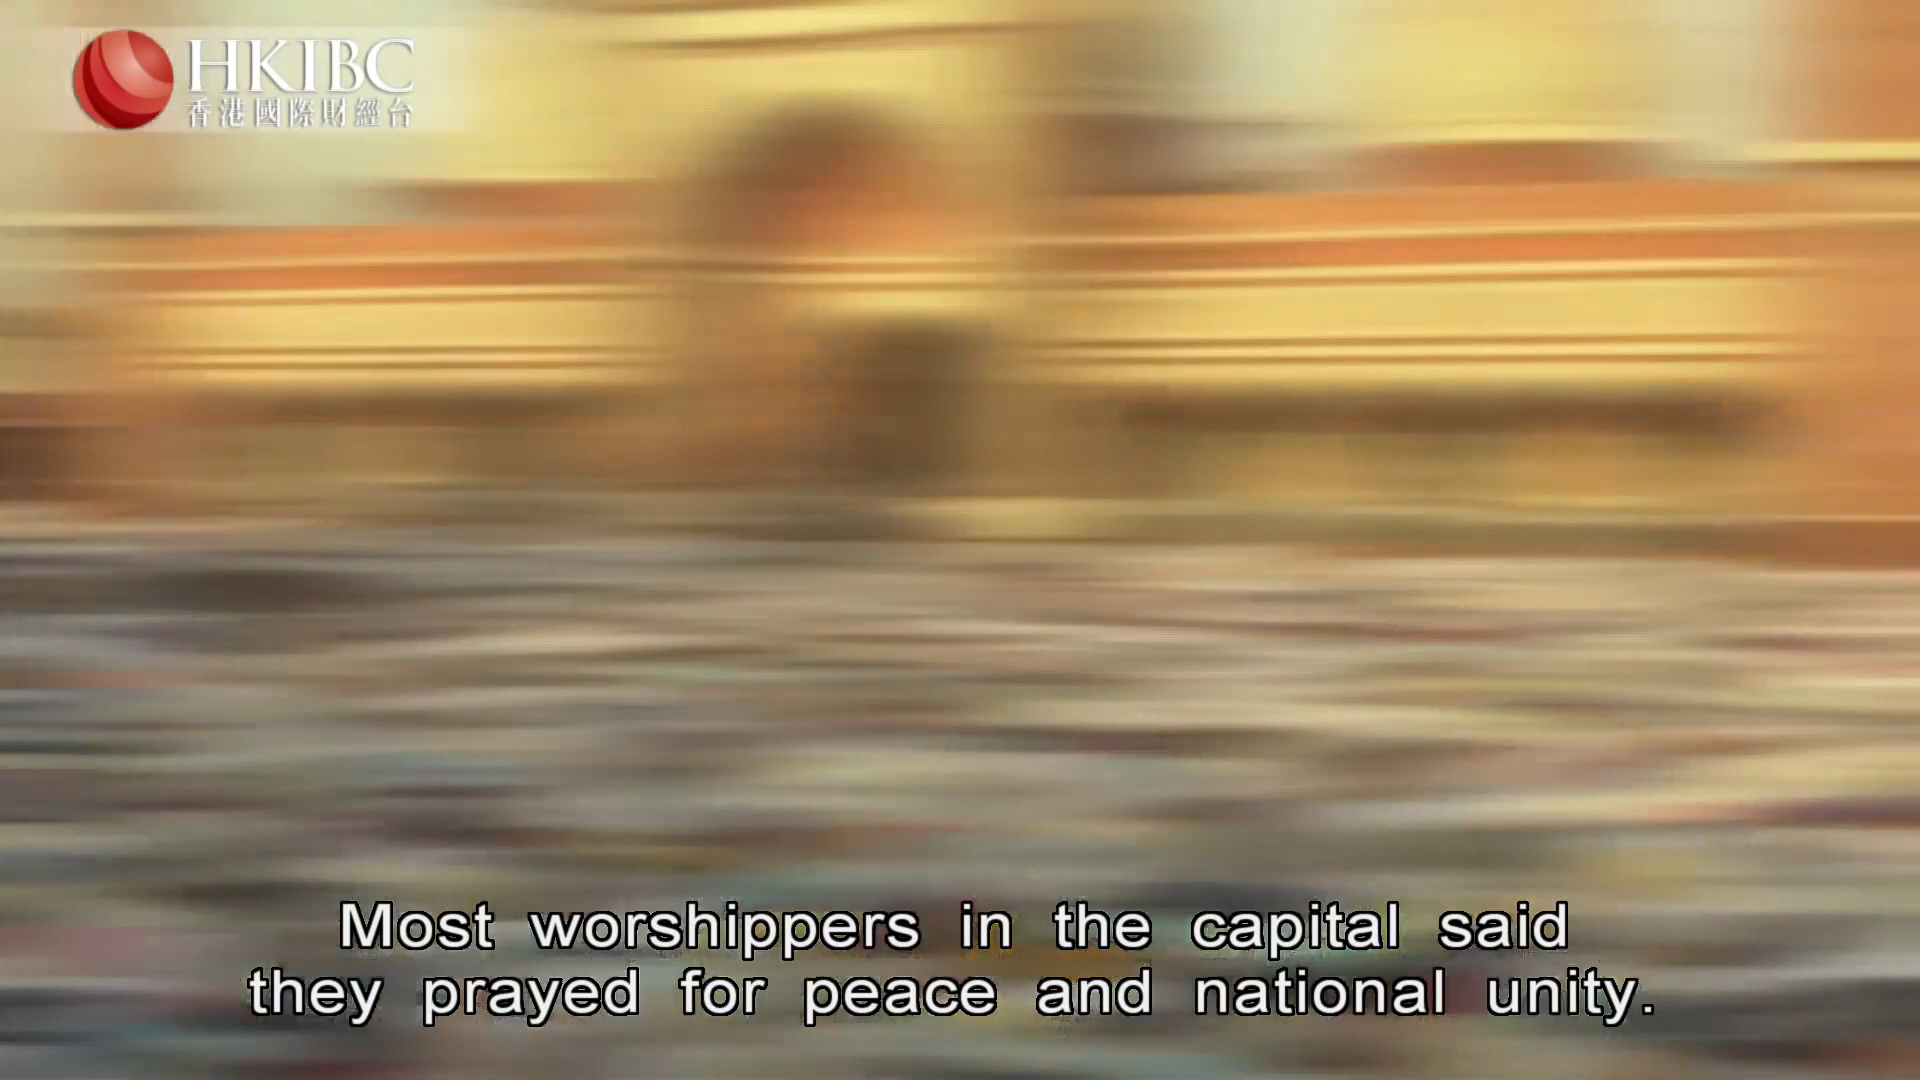 HKIBC
香港國際財經台
Most worshippers in the capital said
they prayed for peace and national unity.